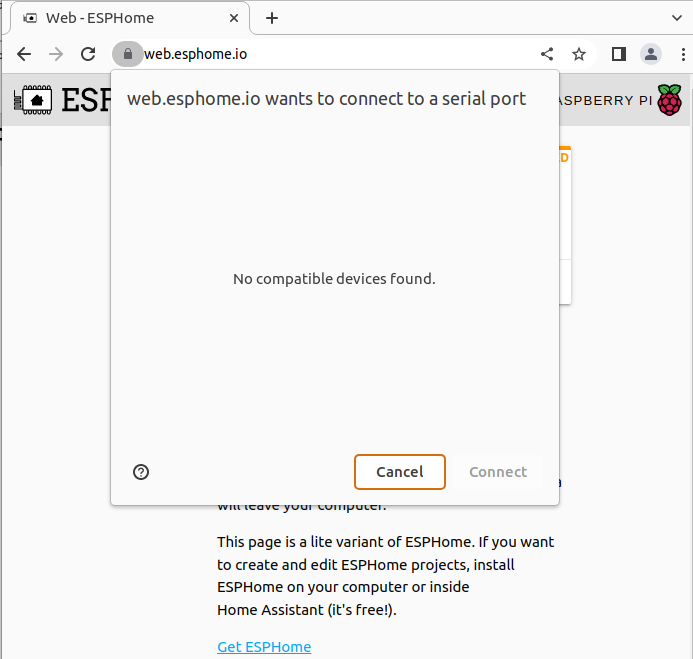 Web - ESPHome
web.esphome.io
ESP
ASPBERRY PI
web.esphome.io wants to connect to a serial port
D
No compatible devices found.
Cancel
Connect
a
will leave your computer.
This page is a lite variant of ESPHome. If you want
to create and edit ESPHome projects, install
ESPHome on your computer or inside
Home Assistant (it's free!).
Get ESPHome